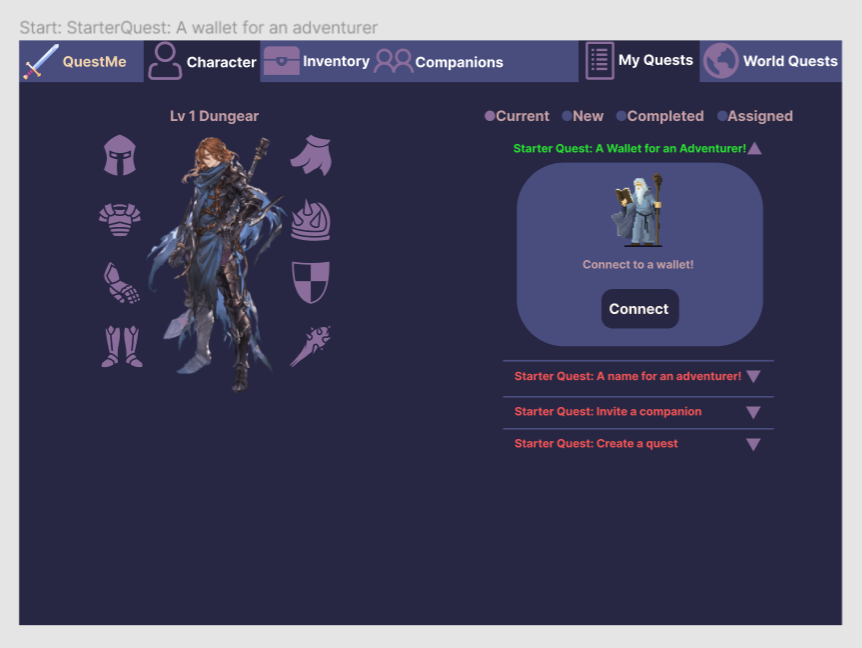 Start: StarterQuest: A wallet for an adventurer
QuestMe Character Inventory Companions My Quests World Quests
Lv 1 Dungear
Current New Completed Assigned
Starter Quest: A Wallet for an Adventurer!
Connect to a wallet!
Connect
Starter Quest: A name for an adventurer!
Starter Quest: Invite a companion
Starter Quest: Create a quest